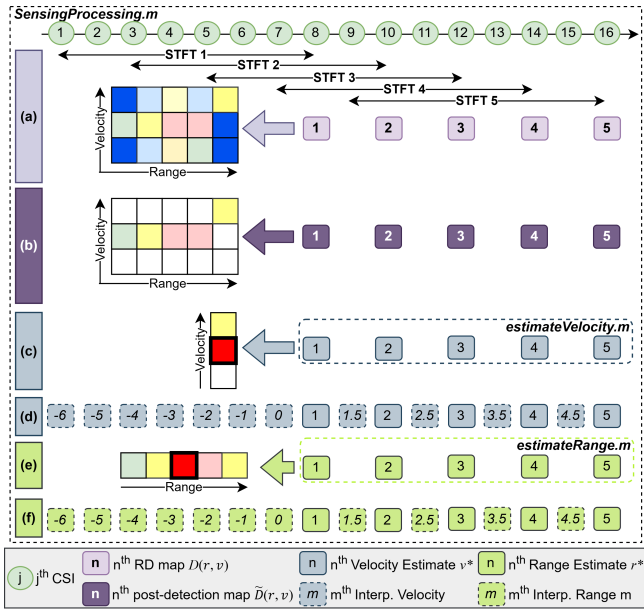 SensingProcessing.m
1 2 3 4 5 6 7 8 9 10 11 12 13 14 15 16
STFT 1
STFT 2
STFT 3
STFT 4
STFT 5
(a)
Velocity
Range
1 2 3 4 5
(b)
Velocity
Range
1 2 3 4 5
(c)
Velocity
estimateVelocity.m
1 2 3 4 5
(d)
-6 -5 -4 -3 -2 -1 0 1 1.5 2 2.5 3 3.5 4 4.5 5
(e)
Range
estimateRange.m
1 2 3 4 5
(f)
-6 -5 -4 -3 -2 -1 0 1 1.5 2 2.5 3 3.5 4 4.5 5
j jth CSI
n nth RD map D(r, v)
n nth Velocity Estimate v*
n nth Range Estimate r*
n nth post-detection map D̃(r, v)
m mth Interp. Velocity
m mth Interp. Range m